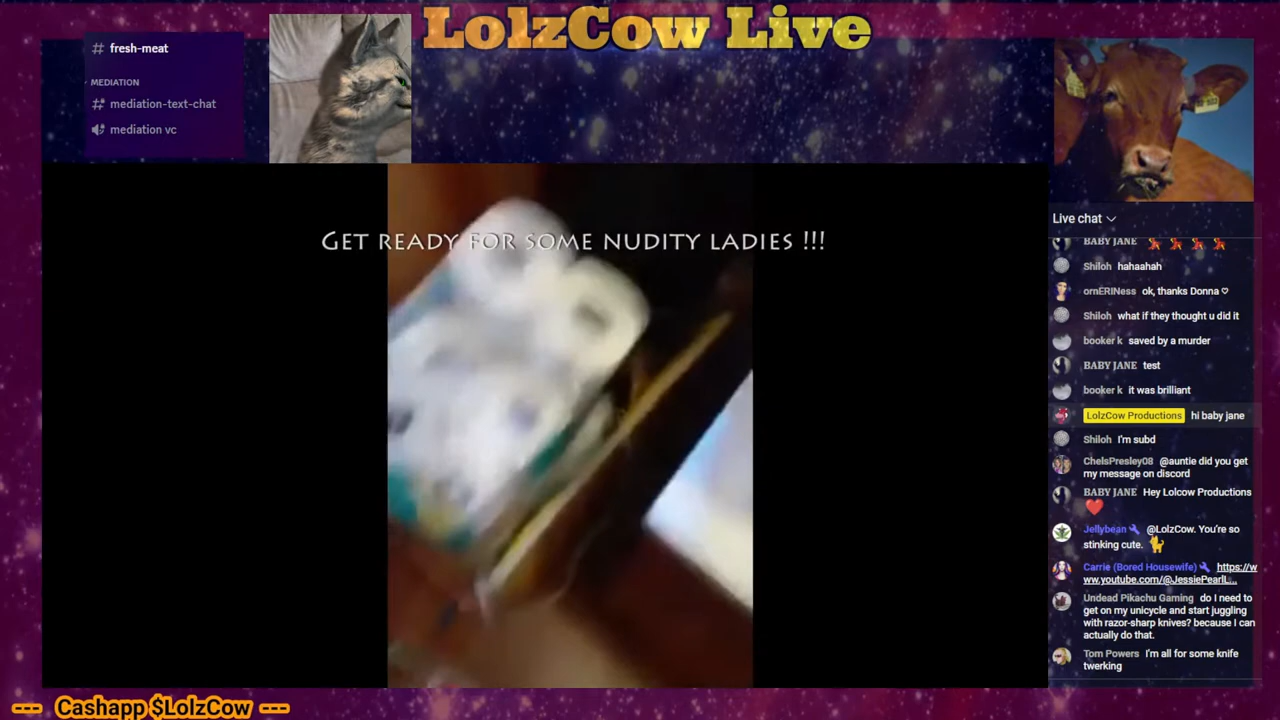 LolzCow Live
# fresh-meat
MEDIATION
mediation-text-chat
mediation vc
GET READY FOR SOME NUDITY LADIES !!!
Live chat
BABY JANE
Shiloh hahaahah
ornERINess ok, thanks Donna ♡
Shiloh what if they thought u did it
booker k saved by a murder
BABY JANE test
booker k it was brilliant
LolzCow Productions hi baby jane
Shiloh I'm subd
ChelsPresley08 @auntie did you get
my message on discord
BABY JANE Hey Lolcow Productions
❤️
Jellybean @LolzCow. You're so
stinking cute. 🐈
Carrie (Bored Housewife) https://w
ww.youtube.com/@JessiePearlL...
Undead Pikachu Gaming do I need to
get on my unicycle and start juggling
with razor-sharp knives? because I can
actually do that.
Tom Powers I'm all for some knife
twerking
--- Cashapp $LolzCow ---